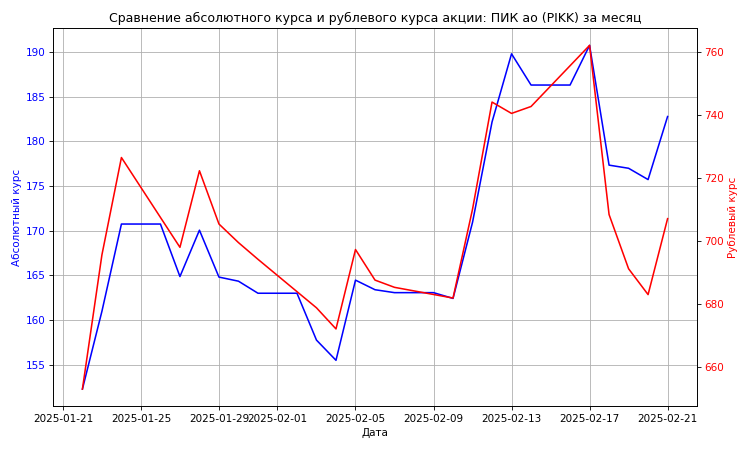 Сравнение абсолютного курса и рублевого курса акции: ПИК ао (PIKK) за месяц
Абсолютный курс
190
185
180
175
170
165
160
155
760
740
720
700
680
660
Рублевый курс
2025-01-21 2025-01-25 2025-01-29 2025-02-01 2025-02-05 2025-02-09 2025-02-13 2025-02-17 2025-02-21
Дата